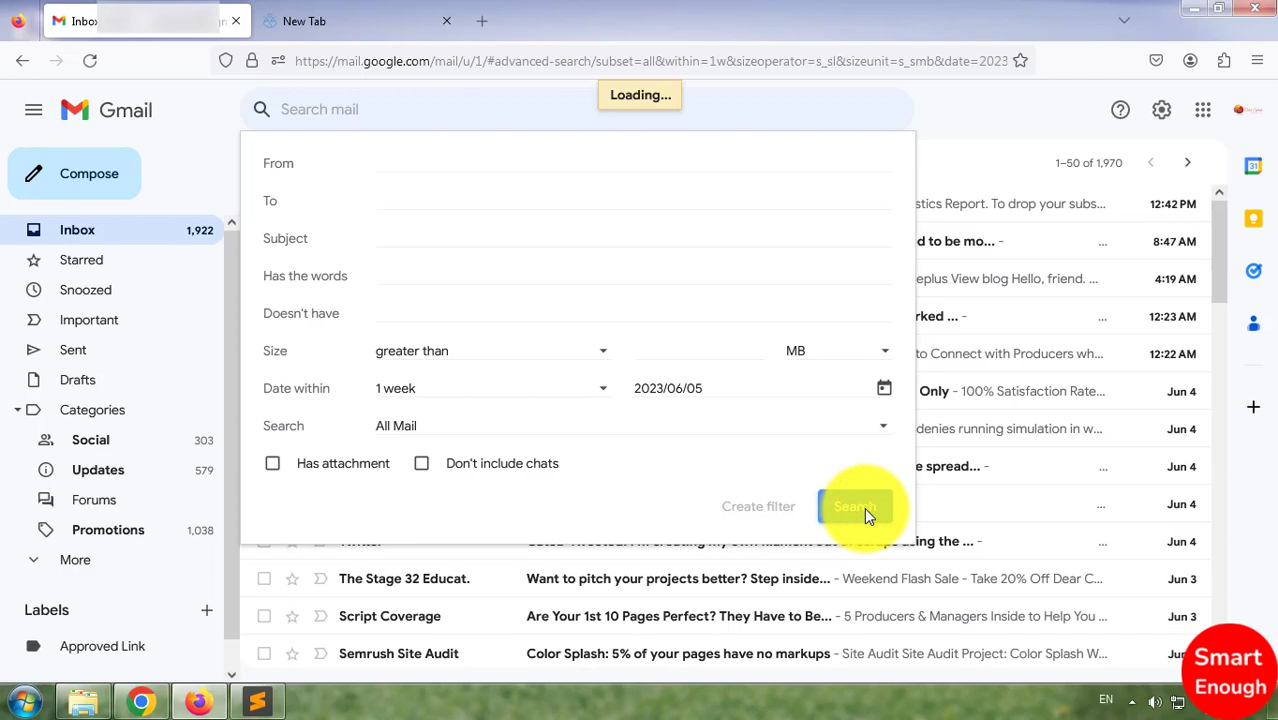 Inbox
New Tab
https://mail.google.com/mail/u/1/#advanced-search/subset=all&within=1w&sizeoperator=s_sl&sizeunit=s_smb&date=2023
Loading...
Gmail
Search mail
Compose
1–50 of 1,970
From
To
Subject
Has the words
Doesn't have
Size greater than MB
Date within 1 week 2023/06/05
Search All Mail
Has attachment Don't include chats
Create filter Search
Inbox 1,922
Starred
Snoozed
Important
Sent
Drafts
Categories
Social 303
Updates 579
Forums
Promotions 1,038
More
Labels
Approved Link
stics Report. To drop your subs... 12:42 PM
d to be mo... - ... 8:47 AM
eplus View blog Hello, friend. ... 4:19 AM
rked ... - ... 12:23 AM
to Connect with Producers who... 12:22 AM
Only - 100% Satisfaction Rate... Jun 4
denies running simulation in w... Jun 4
e spread... - ... Jun 4
... Jun 4
the ... - ... Jun 4
The Stage 32 Educat. Want to pitch your projects better? Step inside... - Weekend Flash Sale - Take 20% Off Dear C... Jun 3
Script Coverage Are Your 1st 10 Pages Perfect? They Have to Be... - 5 Producers & Managers Inside to Help You ... Jun 3
Semrush Site Audit Color Splash: 5% of your pages have no markups - Site Audit Site Audit Project: Color Splash W...
Smart
Enough
EN